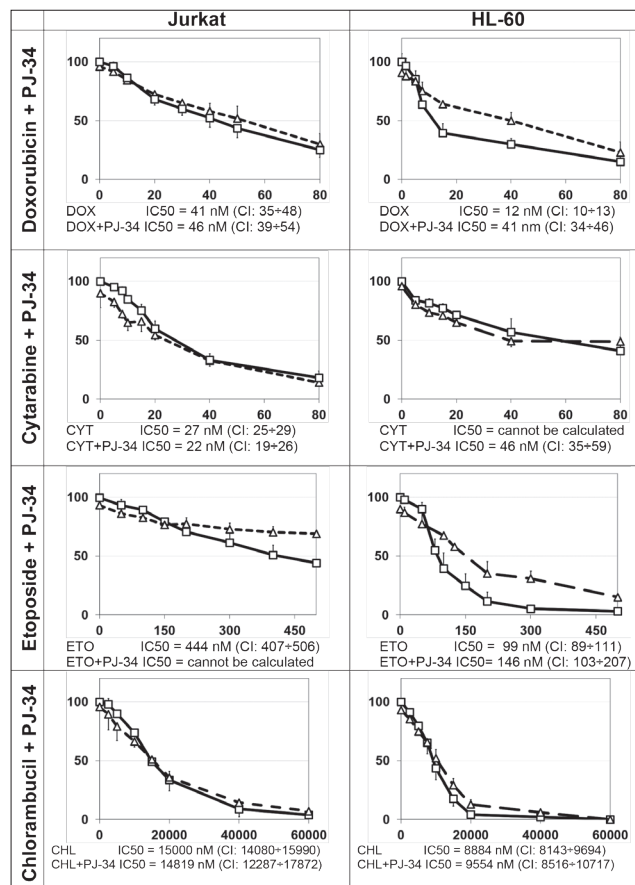 Jurkat HL-60
Doxorubicin + PJ-34
100 100
50 50
0 0
0 20 40 60 80 0 20 40 60 80
DOX IC50 = 41 nM (CI: 35÷48) DOX IC50 = 12 nM (CI: 10÷13)
DOX+PJ-34 IC50 = 46 nM (CI: 39÷54) DOX+PJ-34 IC50 = 41 nm (CI: 34÷46)
Cytarabine + PJ-34
100 100
50 50
0 0
0 20 40 60 80 0 20 40 60 80
CYT IC50 = 27 nM (CI: 25÷29) CYT IC50 = cannot be calculated
CYT+PJ-34 IC50 = 22 nM (CI: 19÷26) CYT+PJ-34 IC50 = 46 nM (CI: 35÷59)
Etoposide + PJ-34
100 100
50 50
0 0
0 150 300 450 0 150 300 450
ETO IC50 = 444 nM (CI: 407÷506) ETO IC50 = 99 nM (CI: 89÷111)
ETO+PJ-34 IC50 = cannot be calculated ETO+PJ-34 IC50= 146 nM (CI: 103÷207)
Chlorambucil + PJ-34
100 100
50 50
0 0
0 20000 40000 60000 0 20000 40000 60000
CHL IC50 = 15000 nM (CI: 14080÷15990) CHL IC50 = 8884 nM (CI: 8143÷9694)
CHL+PJ-34 IC50 = 14819 nM (CI: 12287÷17872) CHL+PJ-34 IC50 = 9554 nM (CI: 8516÷10717)